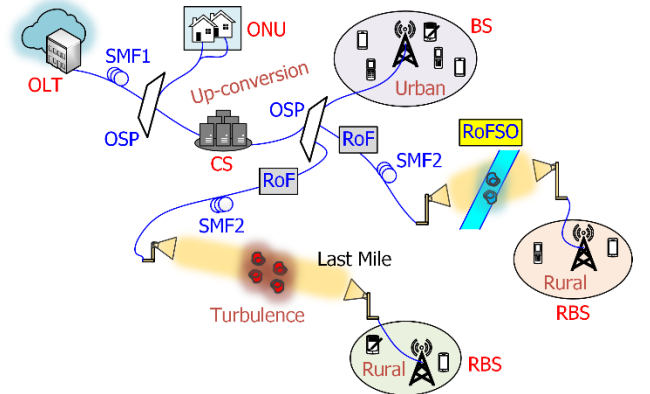 ONU
BS
SMF1
OLT
Up-conversion
Urban
OSP
OSP
RoFSO
RoF
CS
SMF2
RoF
SMF2
Last Mile
Rural
Turbulence
RBS
Rural
RBS